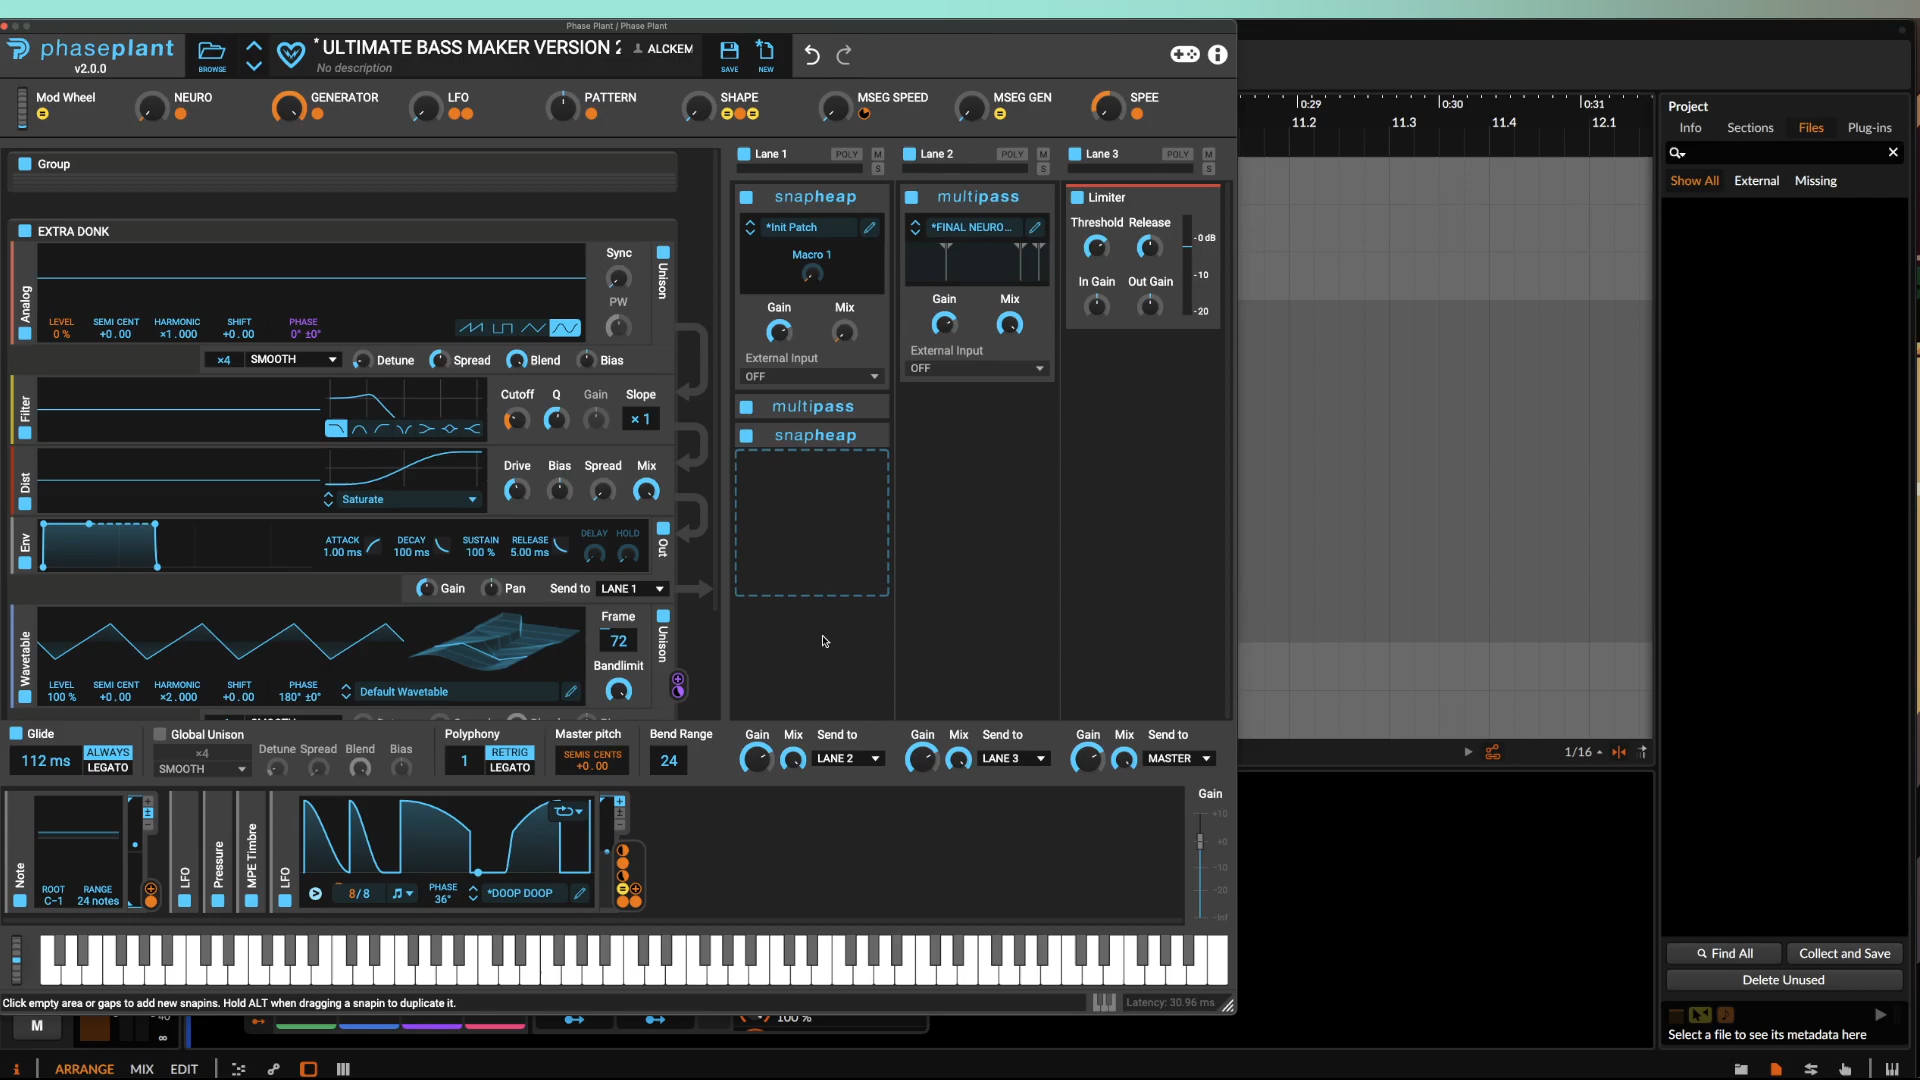 Phase Plant / Phase Plant
phaseplant
v2.0.0
BROWSE
* ULTIMATE BASS MAKER VERSION 2
ALCKEM
No description
SAVE
NEW
Mod Wheel
NEURO
GENERATOR
LFO
PATTERN
SHAPE
MSEG SPEED
MSEG GEN
SPEE
0:29
0:30
0:31
11.2
11.3
11.4
12.1
Project
Info
Sections
Files
Plug-ins
Show All
External
Missing
Group
Lane 1
POLY
M
S
Lane 2
POLY
M
S
Lane 3
POLY
M
S
snapheap
multipass
Limiter
*Init Patch
*FINAL NEURO...
Threshold Release
Macro 1
In Gain Out Gain
-0 dB
-10
-20
Gain
Mix
Gain
Mix
External Input
OFF
External Input
OFF
multipass
snapheap
EXTRA DONK
Analog
Sync
PW
Unison
LEVEL
0 %
SEMI CENT
+0.00
HARMONIC
×1.000
SHIFT
+0.00
PHASE
0° ±0°
×4
SMOOTH
Detune
Spread
Blend
Bias
Filter
Cutoff
Q
Gain
Slope
× 1
Dist
Saturate
Drive
Bias
Spread
Mix
Env
ATTACK
1.00 ms
DECAY
100 ms
SUSTAIN
100 %
RELEASE
5.00 ms
DELAY
HOLD
Out
Gain
Pan
Send to
LANE 1
Wavetable
Frame
72
Bandlimit
Unison
LEVEL
100 %
SEMI CENT
+0.00
HARMONIC
×2.000
SHIFT
+0.00
PHASE
180° ±0°
Default Wavetable
Glide
112 ms
ALWAYS
LEGATO
Global Unison
×4
SMOOTH
Detune Spread
Blend
Bias
Polyphony
1
RETRIG
LEGATO
Master pitch
SEMIS CENTS
+0.00
Bend Range
24
Gain
Mix
Send to
LANE 2
Gain
Mix
Send to
LANE 3
Gain
Mix
Send to
MASTER
1/16
Note
ROOT
C-1
RANGE
24 notes
LFO
Pressure
MPE Timbre
LFO
8/8
PHASE
36°
*DOOP DOOP
Gain
+10
+0
-10
-20
-Inf
Find All
Collect and Save
Delete Unused
Select a file to see its metadata here
Click empty area or gaps to add new snapins. Hold ALT when dragging a snapin to duplicate it.
Latency: 30.96 ms
M
∞
100 %
i
ARRANGE
MIX
EDIT